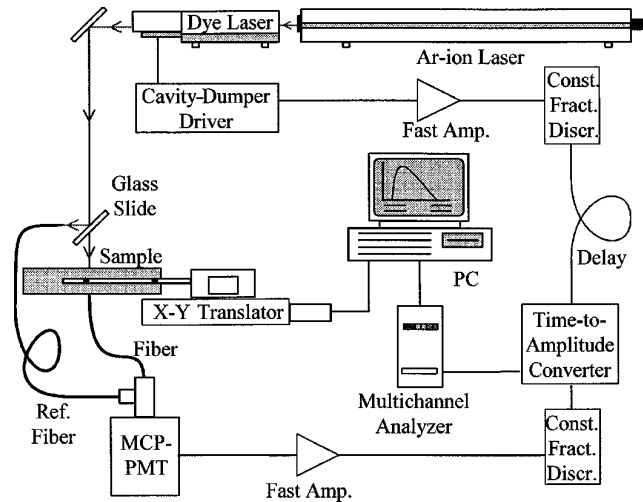 Dye Laser
Ar-ion Laser
Cavity-Dumper
Driver
Fast Amp.
Const.
Fract.
Discr.
Glass
Slide
Sample
PC
Delay
X-Y Translator
Fiber
Time-to-
Amplitude
Converter
Ref.
Fiber
Multichannel
Analyzer
MCP-
PMT
Fast Amp.
Const.
Fract.
Discr.